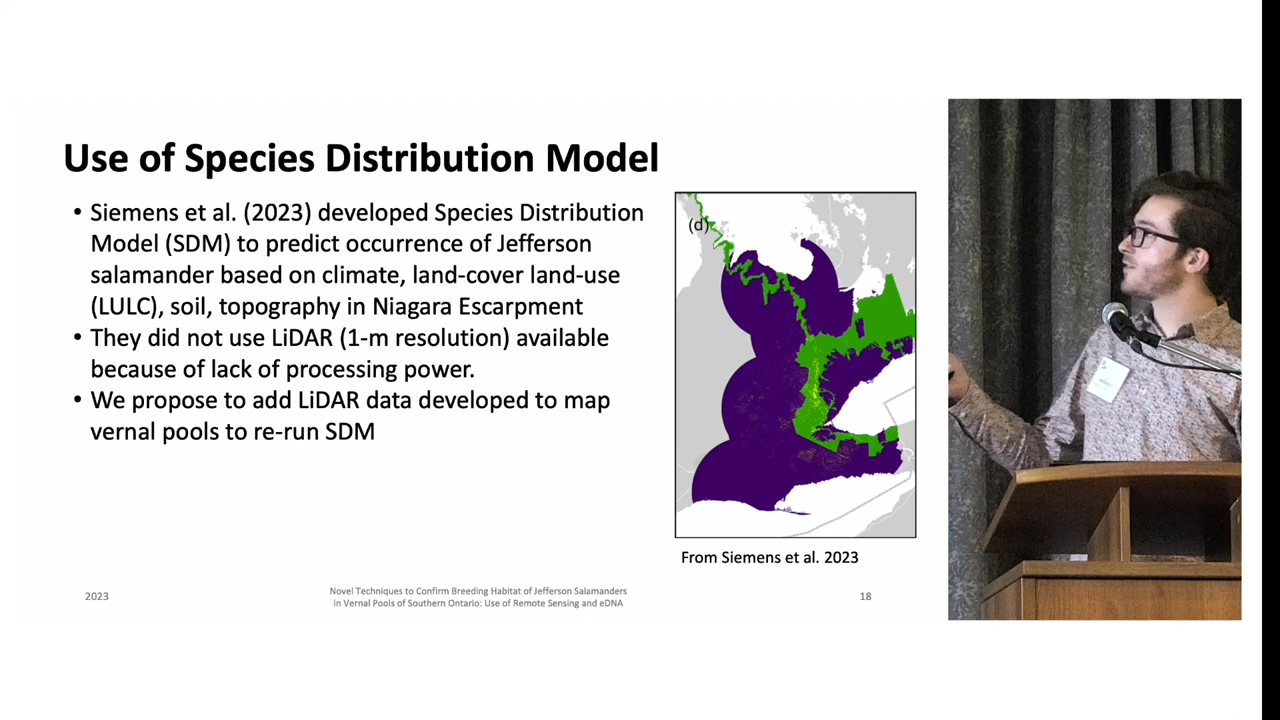 Use of Species Distribution Model
• Siemens et al. (2023) developed Species Distribution
Model (SDM) to predict occurrence of Jefferson
salamander based on climate, land-cover land-use
(LULC), soil, topography in Niagara Escarpment
• They did not use LiDAR (1-m resolution) available
because of lack of processing power.
• We propose to add LiDAR data developed to map
vernal pools to re-run SDM
(d)
From Siemens et al. 2023
2023
Novel Techniques to Confirm Breeding Habitat of Jefferson Salamanders
in Vernal Pools of Southern Ontario: Use of Remote Sensing and eDNA
18